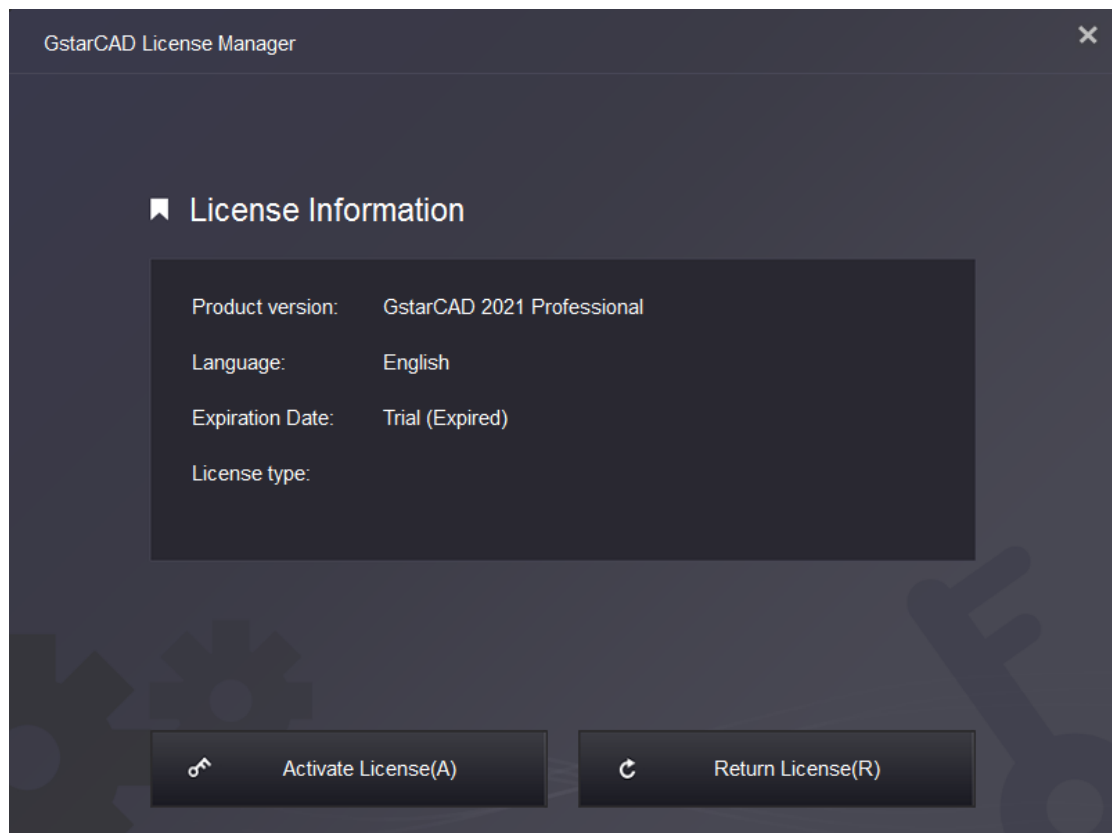 GstarCAD License Manager
License Information
Product version: GstarCAD 2021 Professional
Language: English
Expiration Date: Trial (Expired)
License type:
Activate License(A) Return License(R)